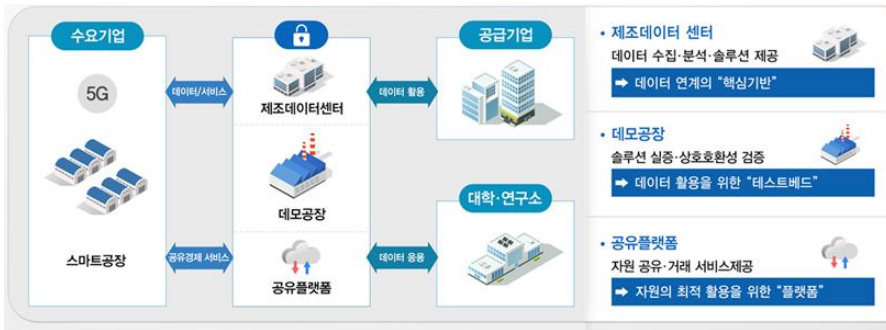 수요기업
5G
스마트공장
데이터/서비스
공유경제 서비스
제조데이터센터
데모공장
공유플랫폼
데이터 활용
데이터 응용
공급기업
대학·연구소
• 제조데이터 센터
데이터 수집·분석·솔루션 제공
➡ 데이터 연계의 “핵심기반”
• 데모공장
솔루션 실증·상호호환성 검증
➡ 데이터 활용을 위한 “테스트베드”
• 공유플랫폼
자원 공유·거래 서비스제공
➡ 자원의 최적 활용을 위한 “플랫폼”